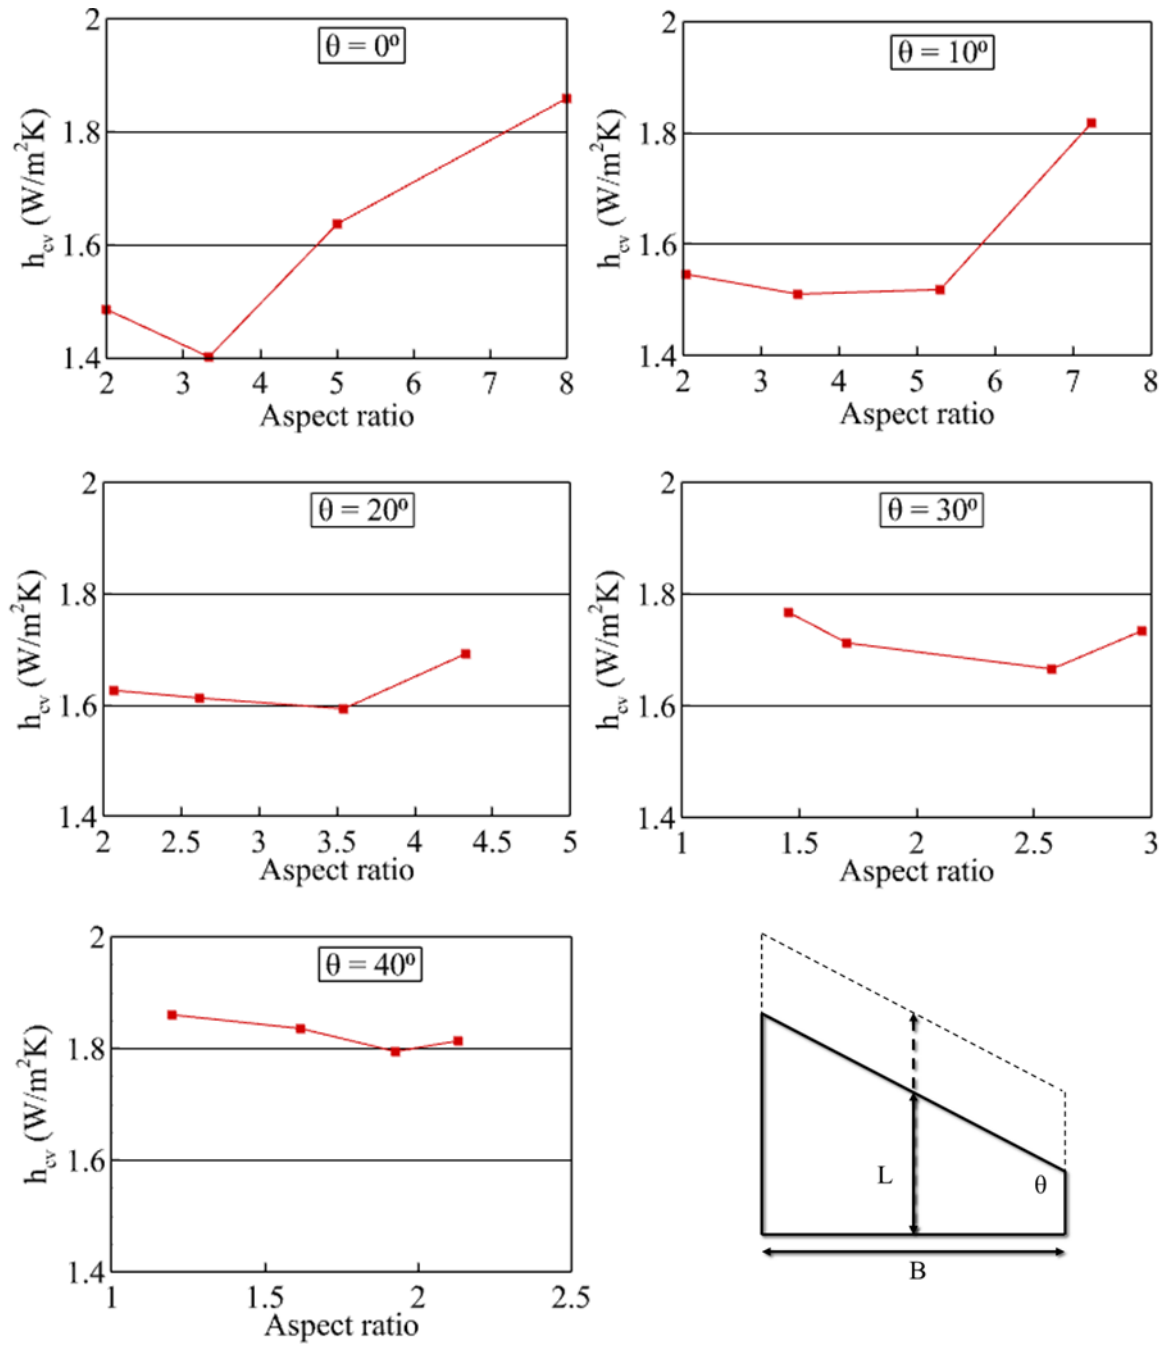 θ = 0º
h_cv (W/m²K)
2
1.8
1.6
1.4
2 3 4 5 6 7 8
Aspect ratio
θ = 10º
h_cv (W/m²K)
2
1.8
1.6
1.4
2 3 4 5 6 7 8
Aspect ratio
θ = 20º
h_cv (W/m²K)
2
1.8
1.6
1.4
2 2.5 3 3.5 4 4.5 5
Aspect ratio
θ = 30º
h_cv (W/m²K)
2
1.8
1.6
1.4
1 1.5 2 2.5 3
Aspect ratio
θ = 40º
h_cv (W/m²K)
2
1.8
1.6
1.4
1 1.5 2 2.5
Aspect ratio
L
θ
B